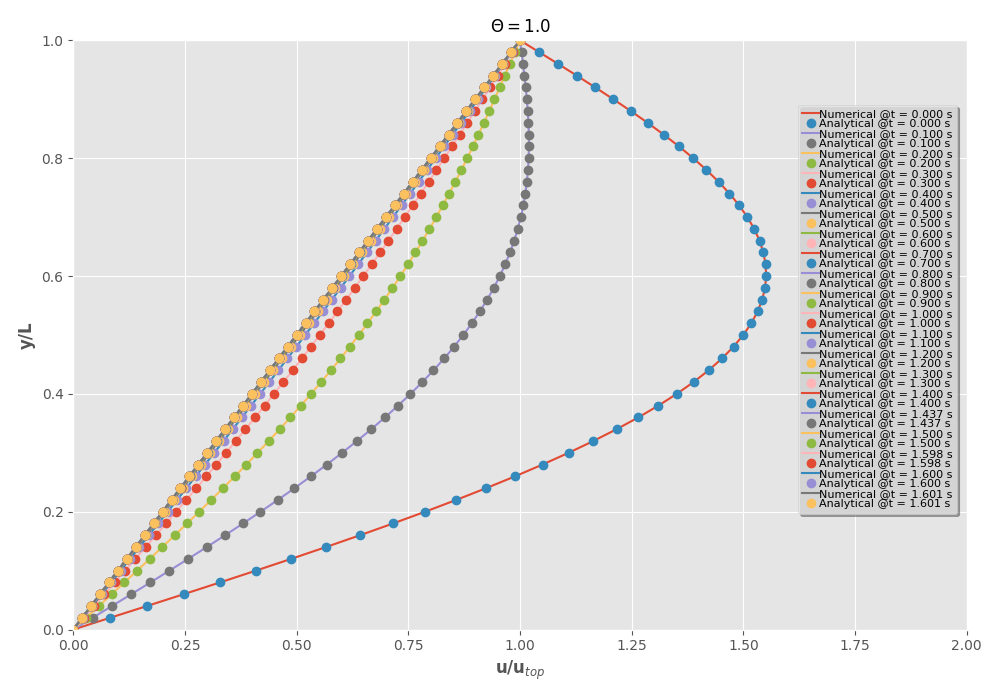 Θ = 1.0
1.0
0.8
0.6
0.4
0.2
0.0
y/L
0.00
0.25
0.50
0.75
1.00
1.25
1.50
1.75
2.00
u/u_top
Numerical @t = 0.000 s
Analytical @t = 0.000 s
Numerical @t = 0.100 s
Analytical @t = 0.100 s
Numerical @t = 0.200 s
Analytical @t = 0.200 s
Numerical @t = 0.300 s
Analytical @t = 0.300 s
Numerical @t = 0.400 s
Analytical @t = 0.400 s
Numerical @t = 0.500 s
Analytical @t = 0.500 s
Numerical @t = 0.600 s
Analytical @t = 0.600 s
Numerical @t = 0.700 s
Analytical @t = 0.700 s
Numerical @t = 0.800 s
Analytical @t = 0.800 s
Numerical @t = 0.900 s
Analytical @t = 0.900 s
Numerical @t = 1.000 s
Analytical @t = 1.000 s
Numerical @t = 1.100 s
Analytical @t = 1.100 s
Numerical @t = 1.200 s
Analytical @t = 1.200 s
Numerical @t = 1.300 s
Analytical @t = 1.300 s
Numerical @t = 1.400 s
Analytical @t = 1.400 s
Numerical @t = 1.437 s
Analytical @t = 1.437 s
Numerical @t = 1.500 s
Analytical @t = 1.500 s
Numerical @t = 1.598 s
Analytical @t = 1.598 s
Numerical @t = 1.600 s
Analytical @t = 1.600 s
Numerical @t = 1.601 s
Analytical @t = 1.601 s